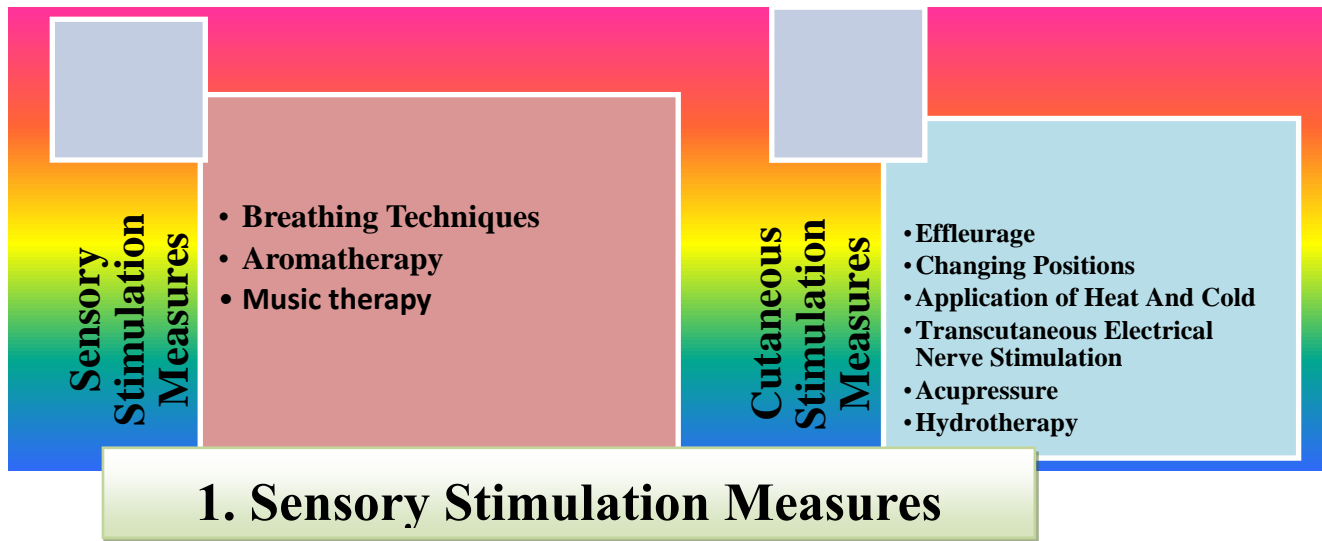 Sensory
Stimulation
Measures
• Breathing Techniques
• Aromatherapy
• Music therapy
Cutaneous
Stimulation
Measures
• Effleurage
• Changing Positions
• Application of Heat And Cold
• Transcutaneous Electrical
Nerve Stimulation
• Acupressure
• Hydrotherapy
1. Sensory Stimulation Measures